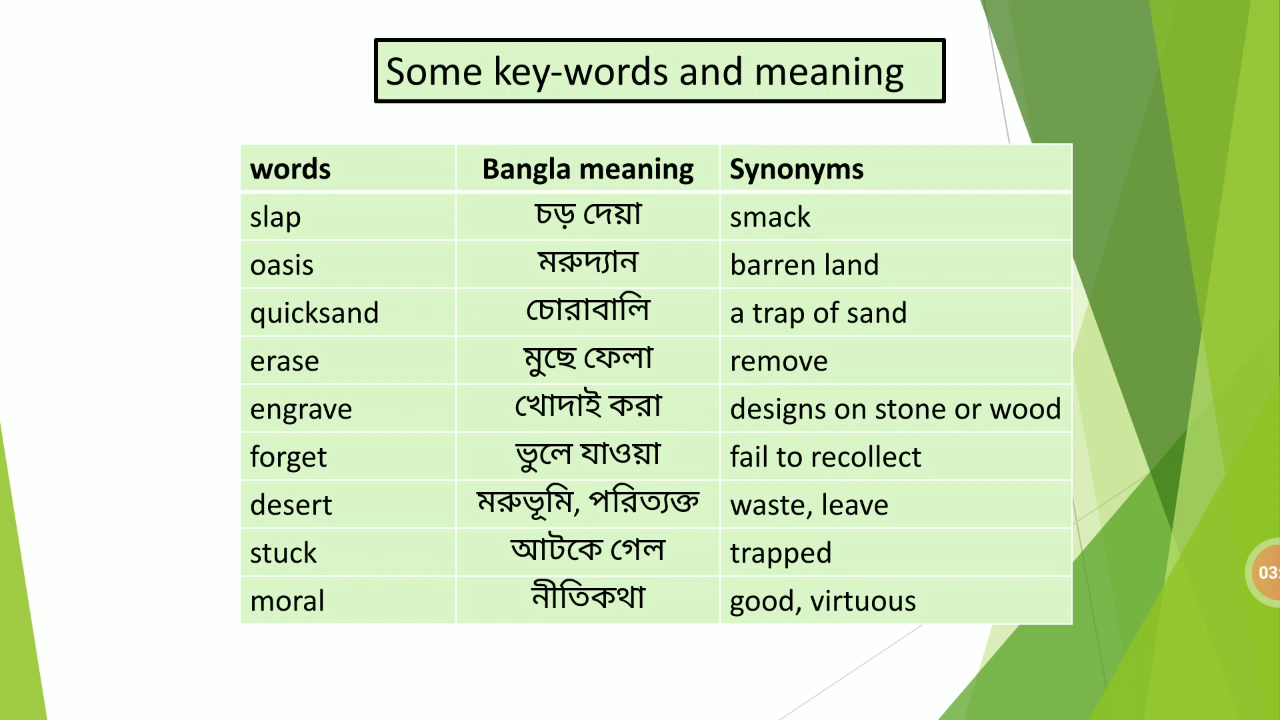 Some key-words and meaning
words Bangla meaning Synonyms
slap চড় দেয়া smack
oasis মরুদ্যান barren land
quicksand চোরাবালি a trap of sand
erase মুছে ফেলা remove
engrave খোদাই করা designs on stone or wood
forget ভুলে যাওয়া fail to recollect
desert মরুভূমি, পরিত্যক্ত waste, leave
stuck আটকে গেল trapped
moral নীতিকথা good, virtuous